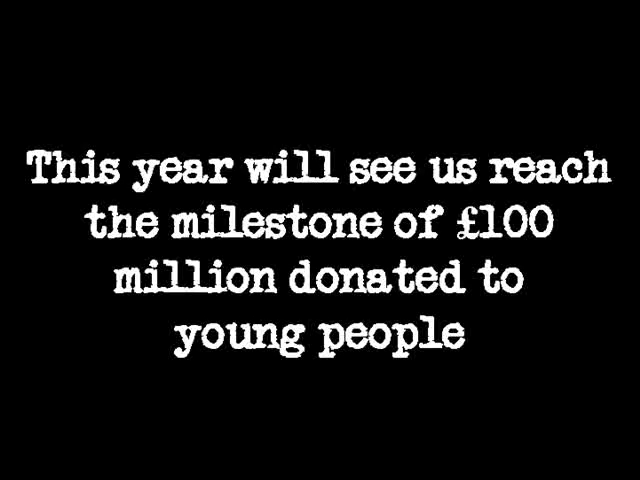 This year will see us reach
the milestone of £100
million donated to
young people